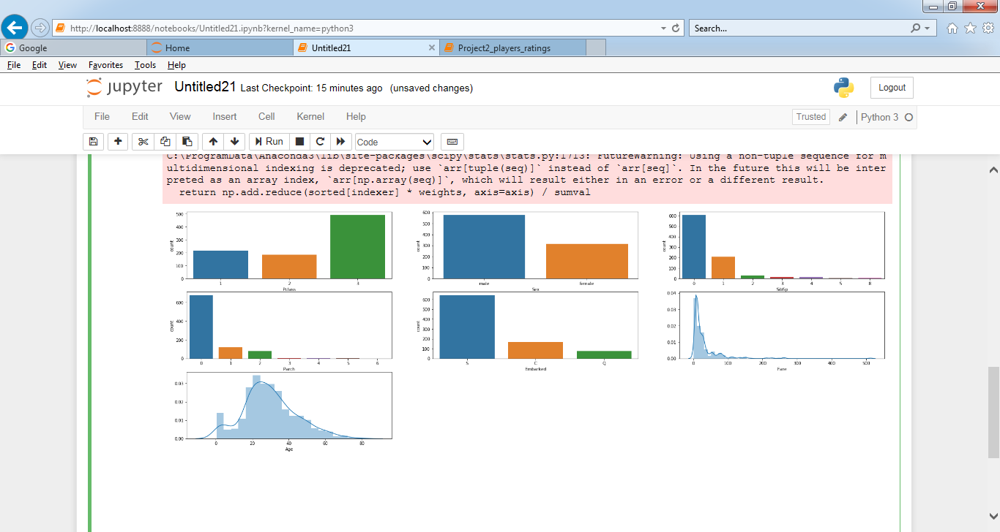 http://localhost:8888/notebooks/Untitled21.ipynb?kernel_name=python3
Search...
Google
Home
Untitled21
Project2_players_ratings
File Edit View Favorites Tools Help
jupyter Untitled21 Last Checkpoint: 15 minutes ago (unsaved changes)
Logout
File Edit View Insert Cell Kernel Help
Trusted
Python 3
Run
Code
C:\ProgramData\Anaconda3\lib\site-packages\scipy\stats\stats.py:1713: FutureWarning: Using a non-tuple sequence for m
ultidimensional indexing is deprecated; use `arr[tuple(seq)]` instead of `arr[seq]`. In the future this will be inter
preted as an array index, `arr[np.array(seq)]`, which will result either in an error or a different result.
return np.add.reduce(sorted[indexer] * weights, axis=axis) / sumval
500
400
300
200
100
0
count
1 2 3
Pclass
600
500
400
300
200
100
0
count
male female
Sex
600
500
400
300
200
100
0
count
0 1 2 3 4 5 8
SibSp
600
400
200
0
count
0 1 2 3 4 5 6
Parch
600
500
400
300
200
100
0
count
S C Q
Embarked
0.04
0.03
0.02
0.01
0.00
0 100 200 300 400 500
Fare
0.03
0.02
0.01
0.00
0 20 40 60 80
Age